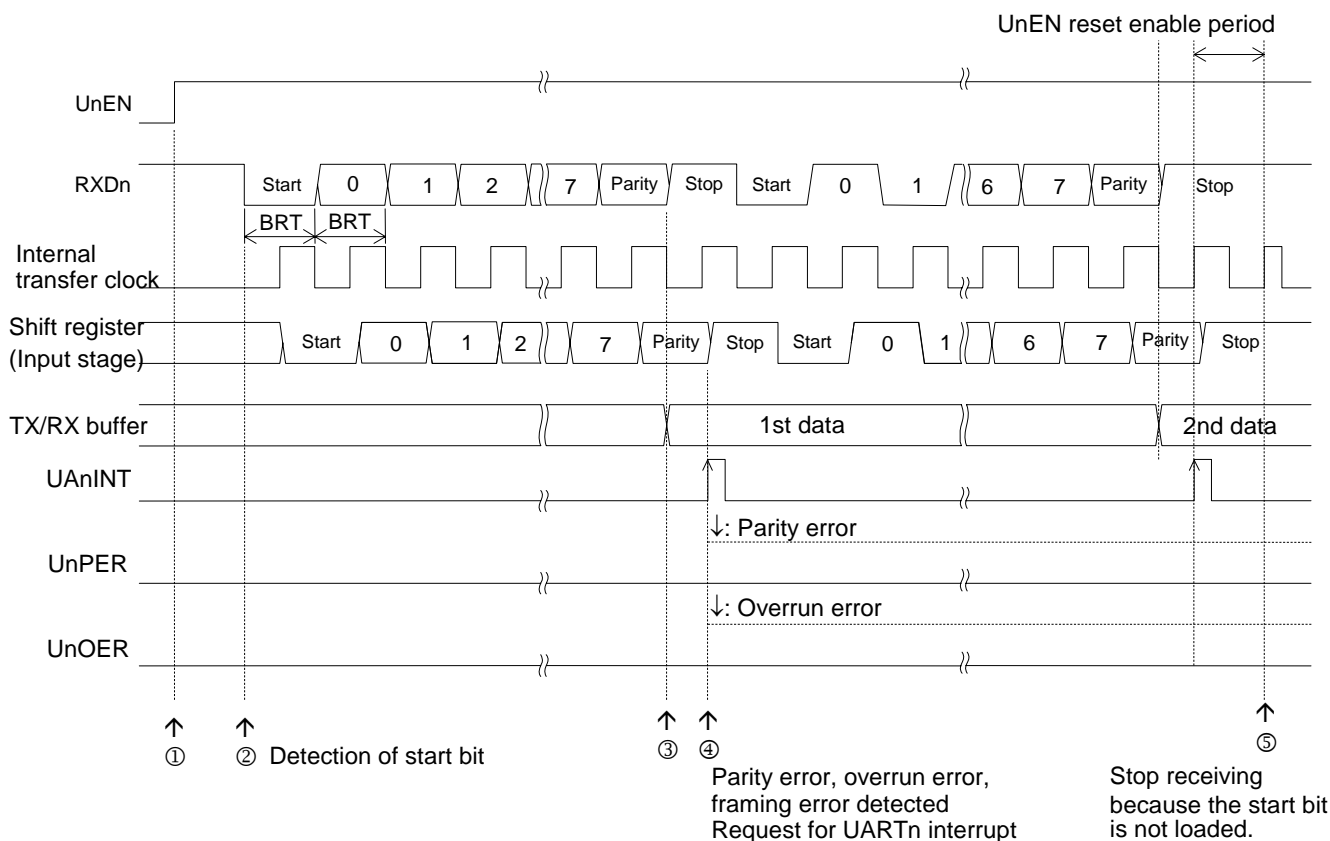 UnEN reset enable period
UnEN
RXDn
Start 0 1 2 7 Parity Stop Start 0 1 6 7 Parity Stop
BRT BRT
Internal
transfer clock
Shift register
(Input stage)
Start 0 1 2 7 Parity Stop Start 0 1 6 7 Parity Stop
TX/RX buffer
1st data 2nd data
UAnINT
↓: Parity error
UnPER
↓: Overrun error
UnOER
① ② Detection of start bit ③ ④ ⑤
Parity error, overrun error,
framing error detected
Request for UARTn interrupt
Stop receiving
because the start bit
is not loaded.